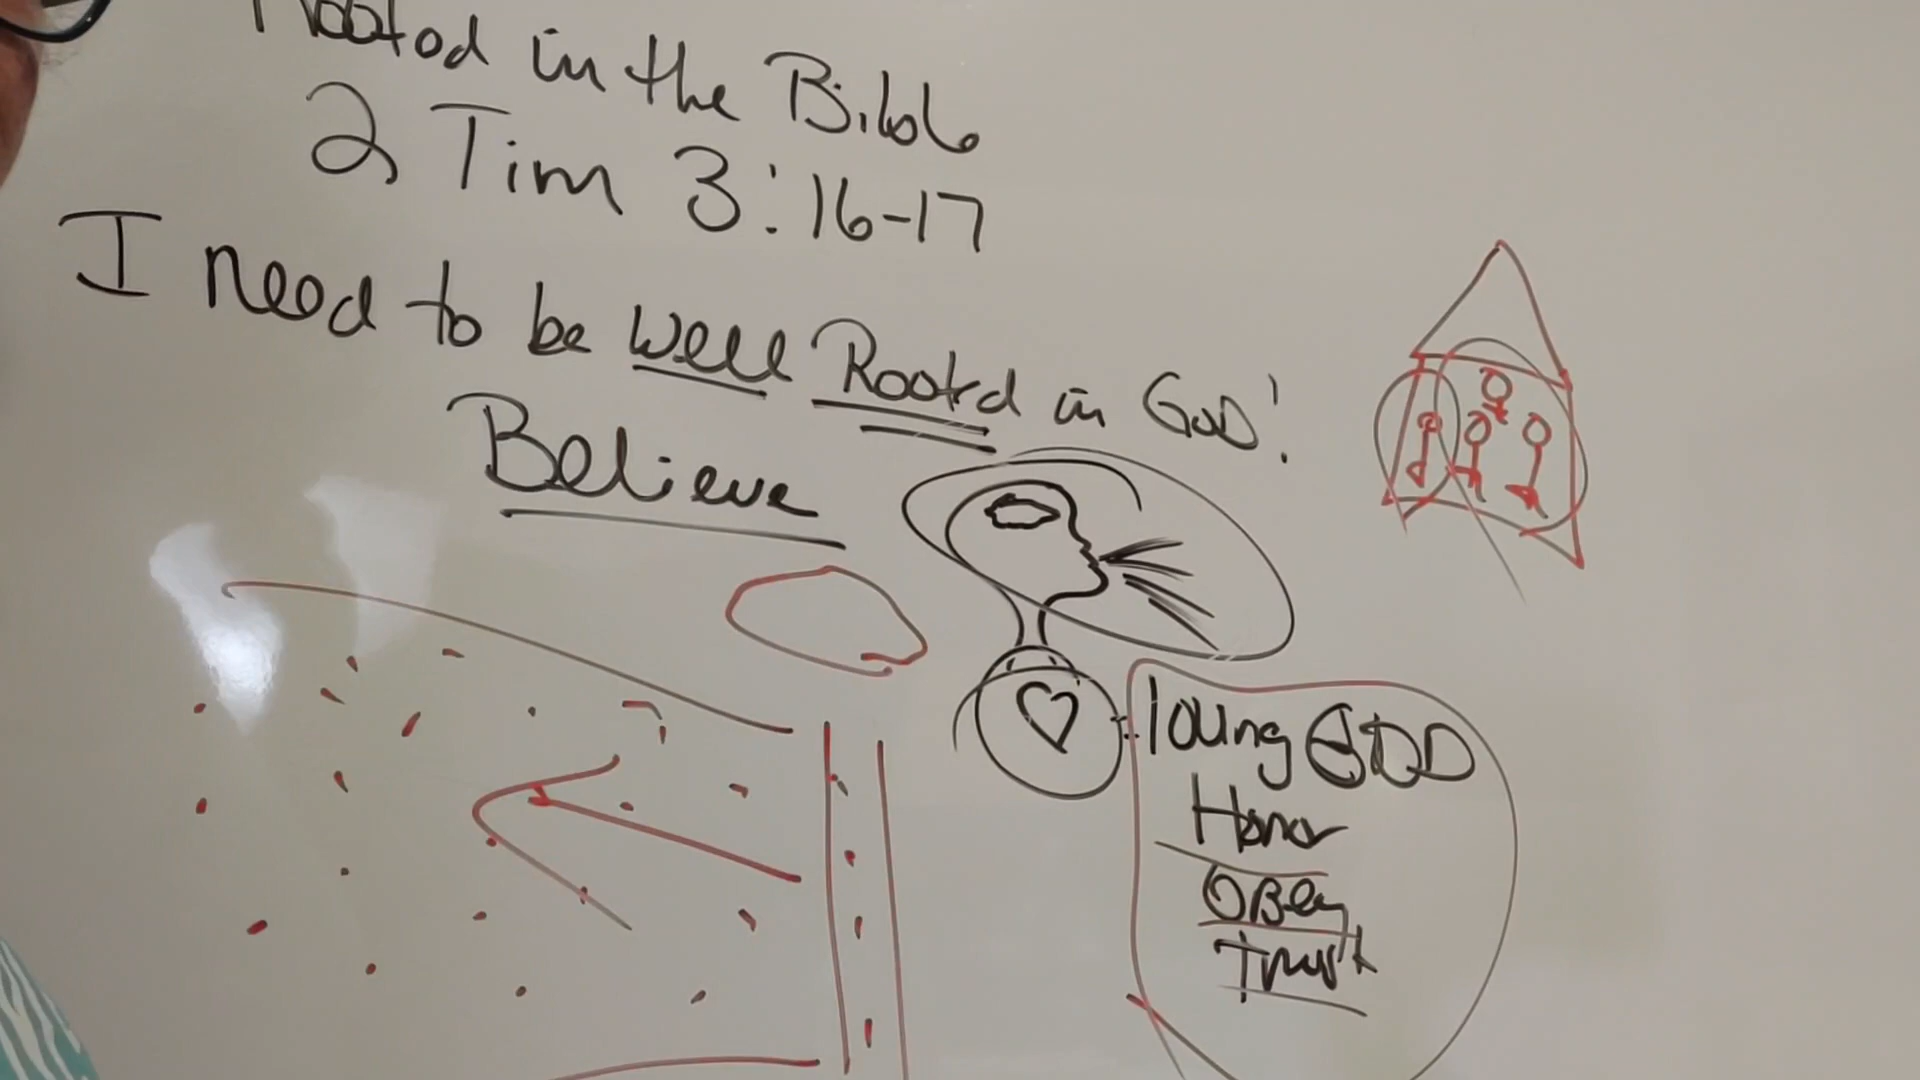 Rooted in the Bible
2 Tim 3:16-17
I need to be well Rooted in GOD!
Believe
loving GOD
Honor
OBey
Trust